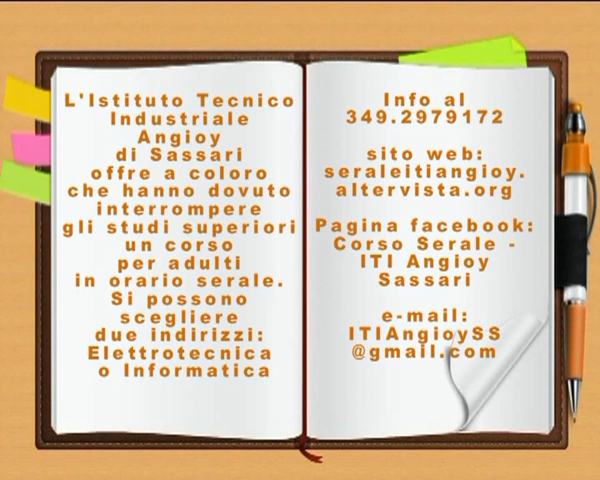 L'Istituto Tecnico
Industriale
Angioy
di Sassari
offre a coloro
che hanno dovuto
interrompere
gli studi superiori
un corso
per adulti
in orario serale.
Si possono
scegliere
due indirizzi:
Elettrotecnica
o Informatica
Info al
349.2979172
sito web:
seraleitiangioy.
altervista.org
Pagina facebook:
Corso Serale -
ITI Angioy
Sassari
e-mail:
ITIAngioySS
@gmail.com